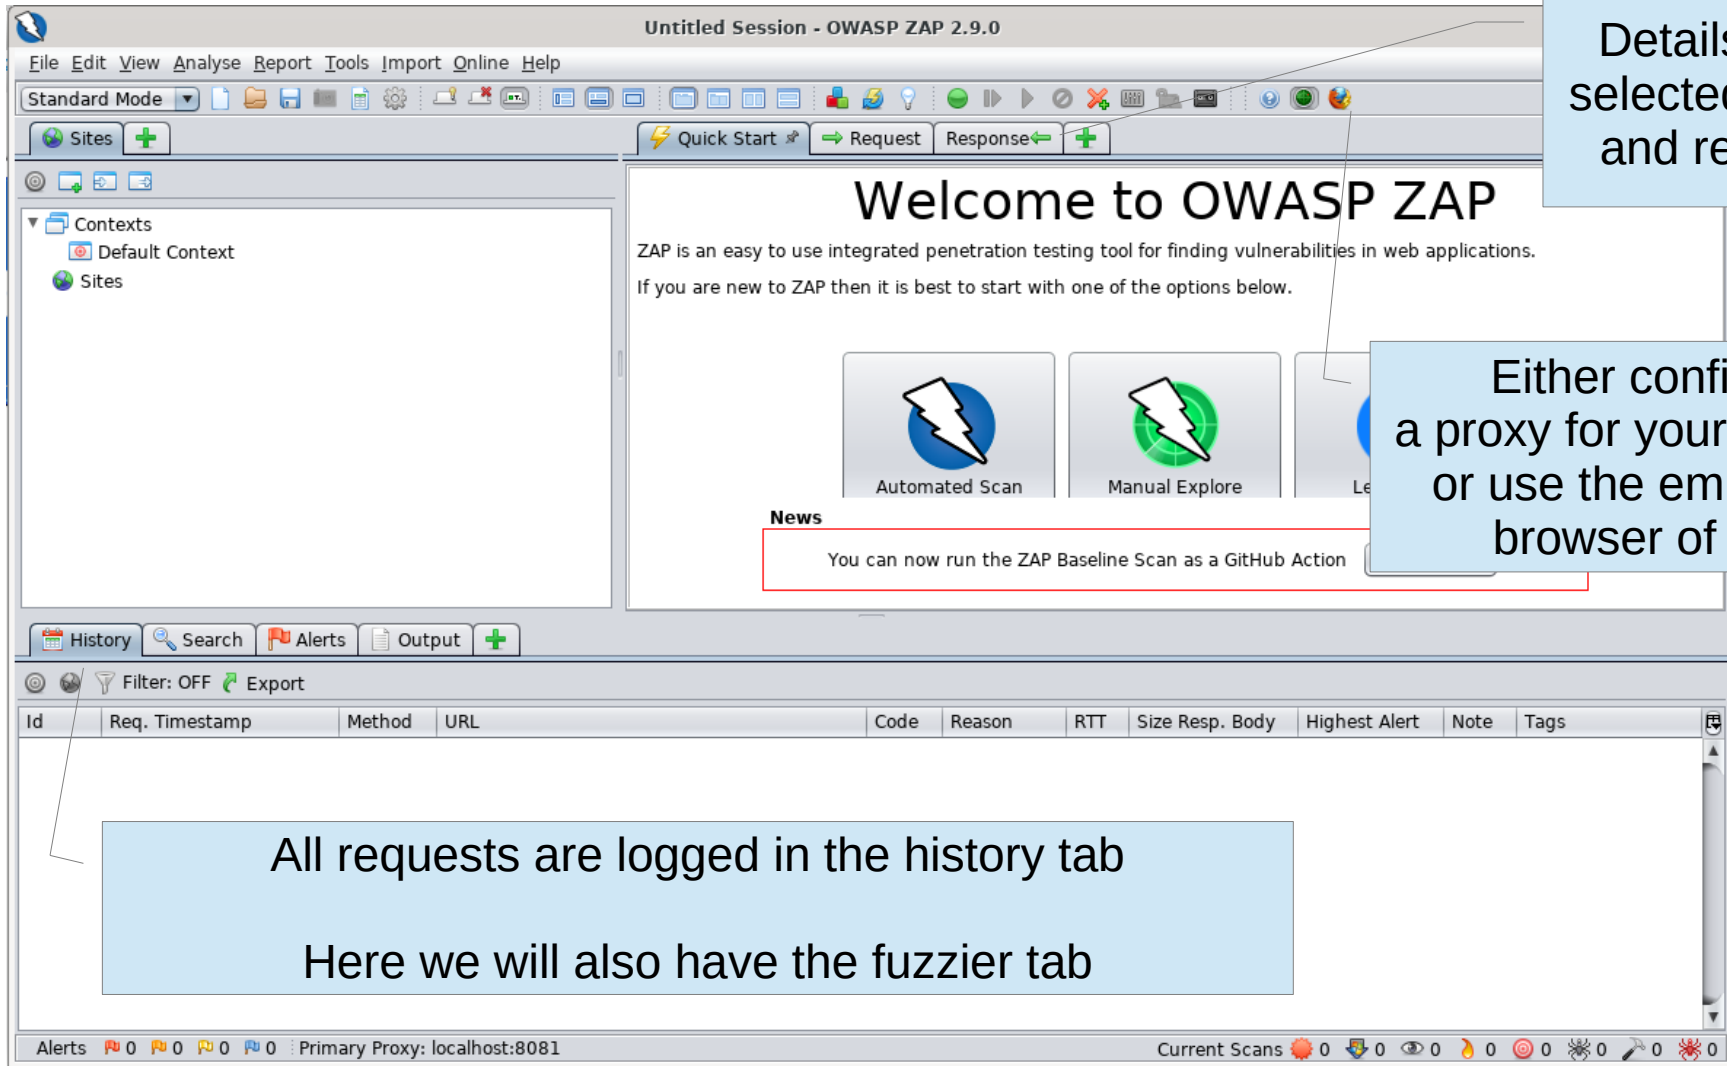 Untitled Session - OWASP ZAP 2.9.0
File Edit View Analyse Report Tools Import Online Help
Standard Mode
Sites
Quick Start
Request
Response
Contexts
Default Context
Sites
Welcome to OWASP ZAP
ZAP is an easy to use integrated penetration testing tool for finding vulnerabilities in web applications.
If you are new to ZAP then it is best to start with one of the options below.
Automated Scan
Manual Explore
News
You can now run the ZAP Baseline Scan as a GitHub Action
selected
and
Either
a proxy for your
or use the
browser of
History
Search
Alerts
Output
Filter: OFF
Export
Id Req. Timestamp Method URL Code Reason RTT Size Resp. Body Highest Alert Note Tags
All requests are logged in the history tab
Here we will also have the fuzzier tab
Alerts 0 0 0 0 Primary Proxy: localhost:8081
Current Scans 0 0 0 0 0 0 0 0